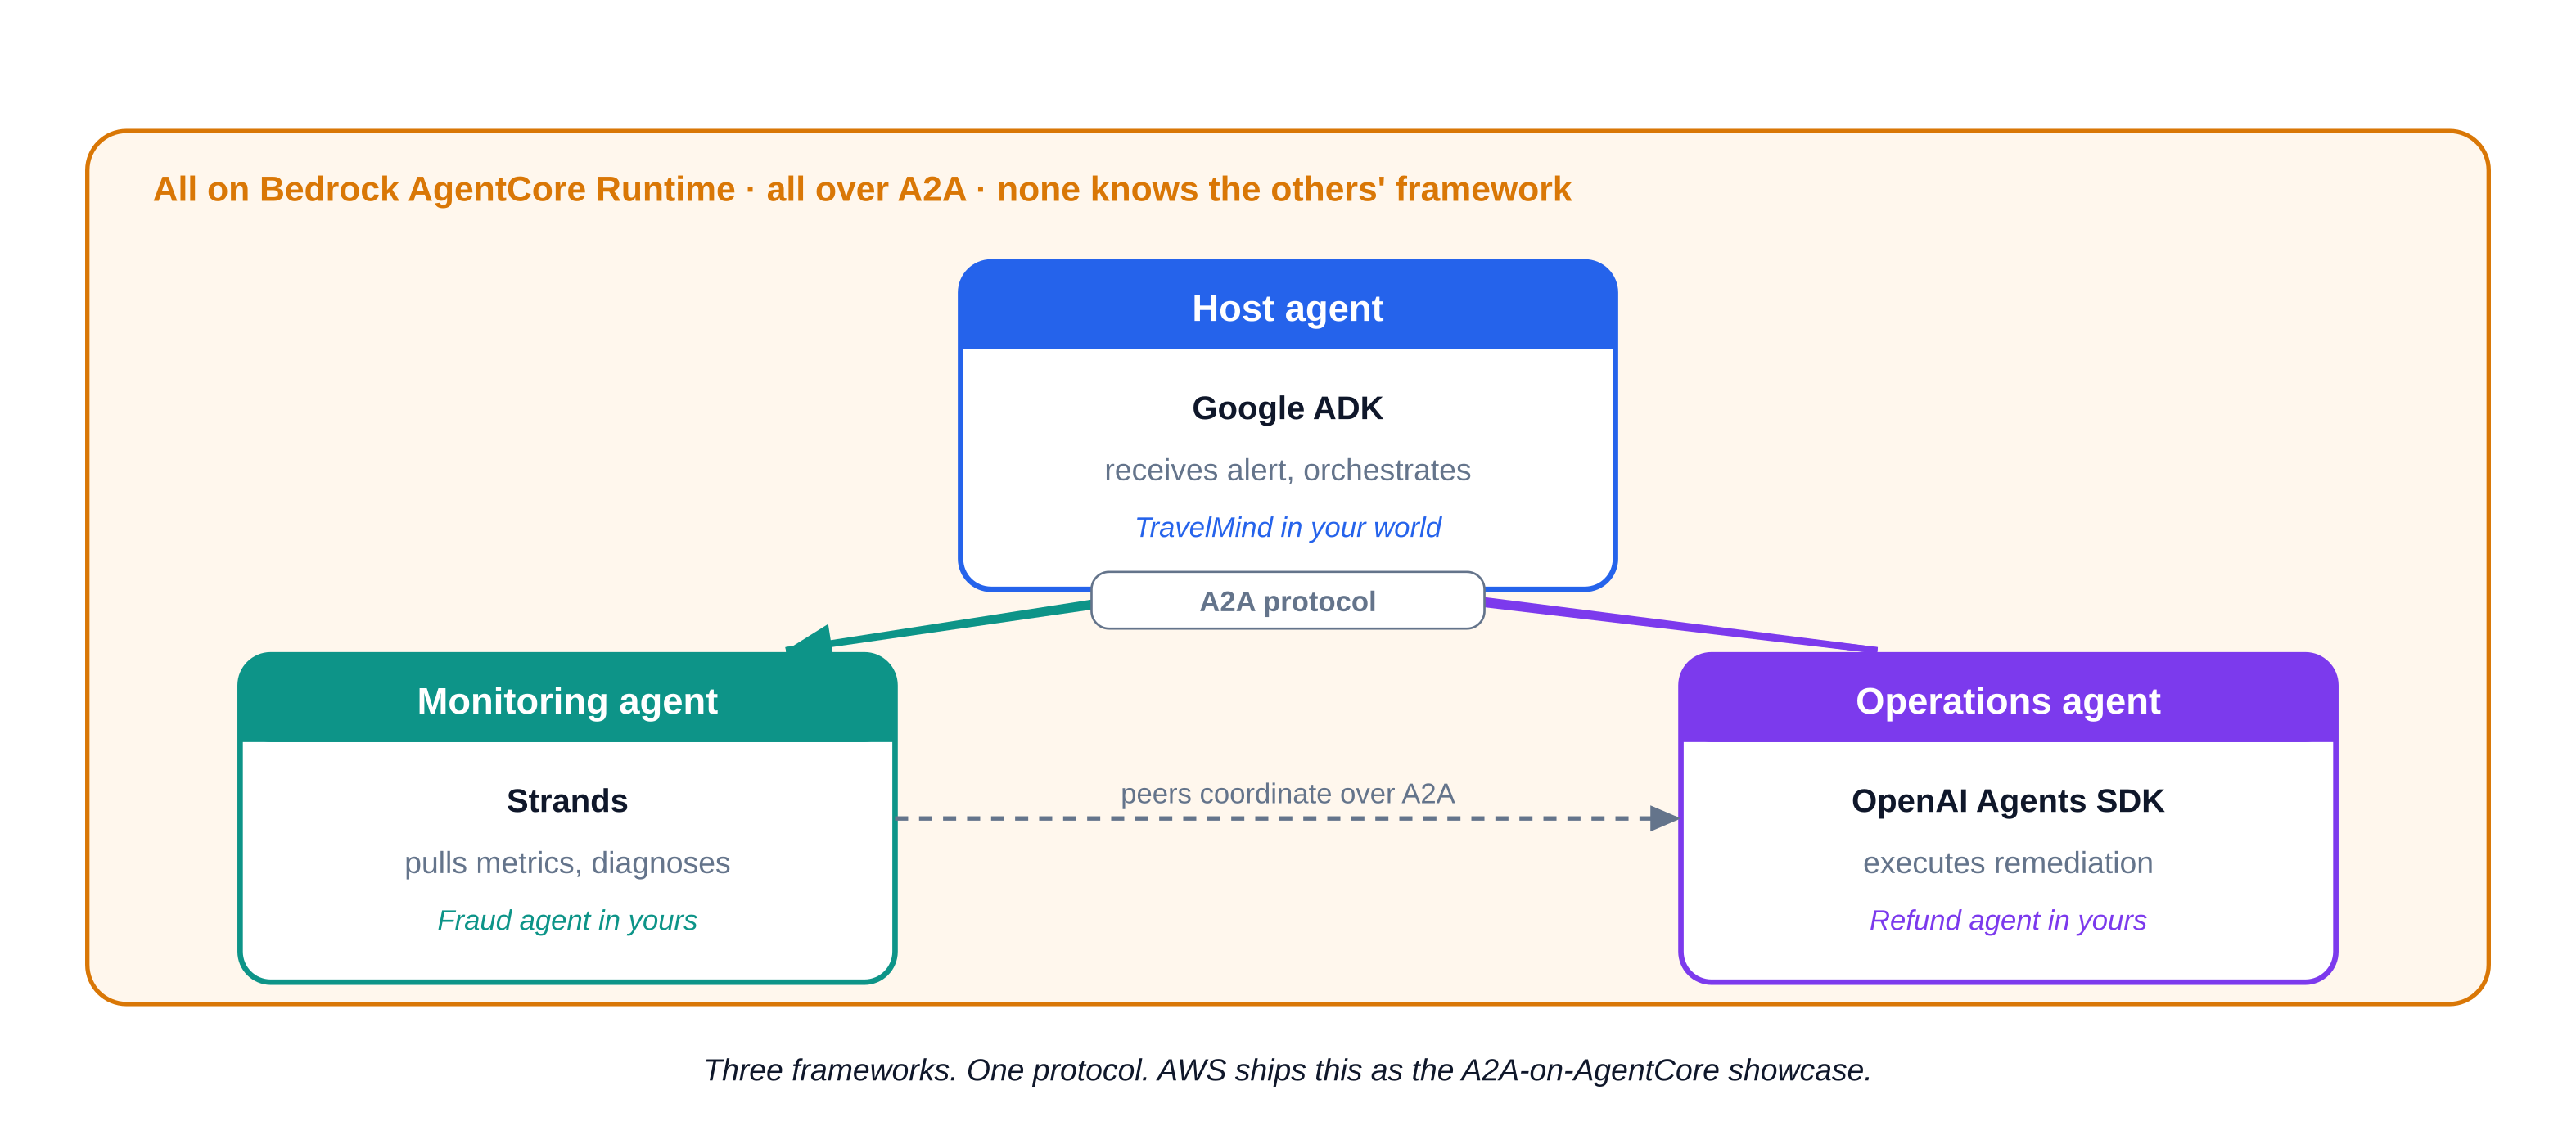 All on Bedrock AgentCore Runtime · all over A2A · none knows the others' framework
Host agent
Google ADK
receives alert, orchestrates
TravelMind in your world
A2A protocol
Monitoring agent
Strands
pulls metrics, diagnoses
Fraud agent in yours
peers coordinate over A2A
Operations agent
OpenAI Agents SDK
executes remediation
Refund agent in yours
Three frameworks. One protocol. AWS ships this as the A2A-on-AgentCore showcase.